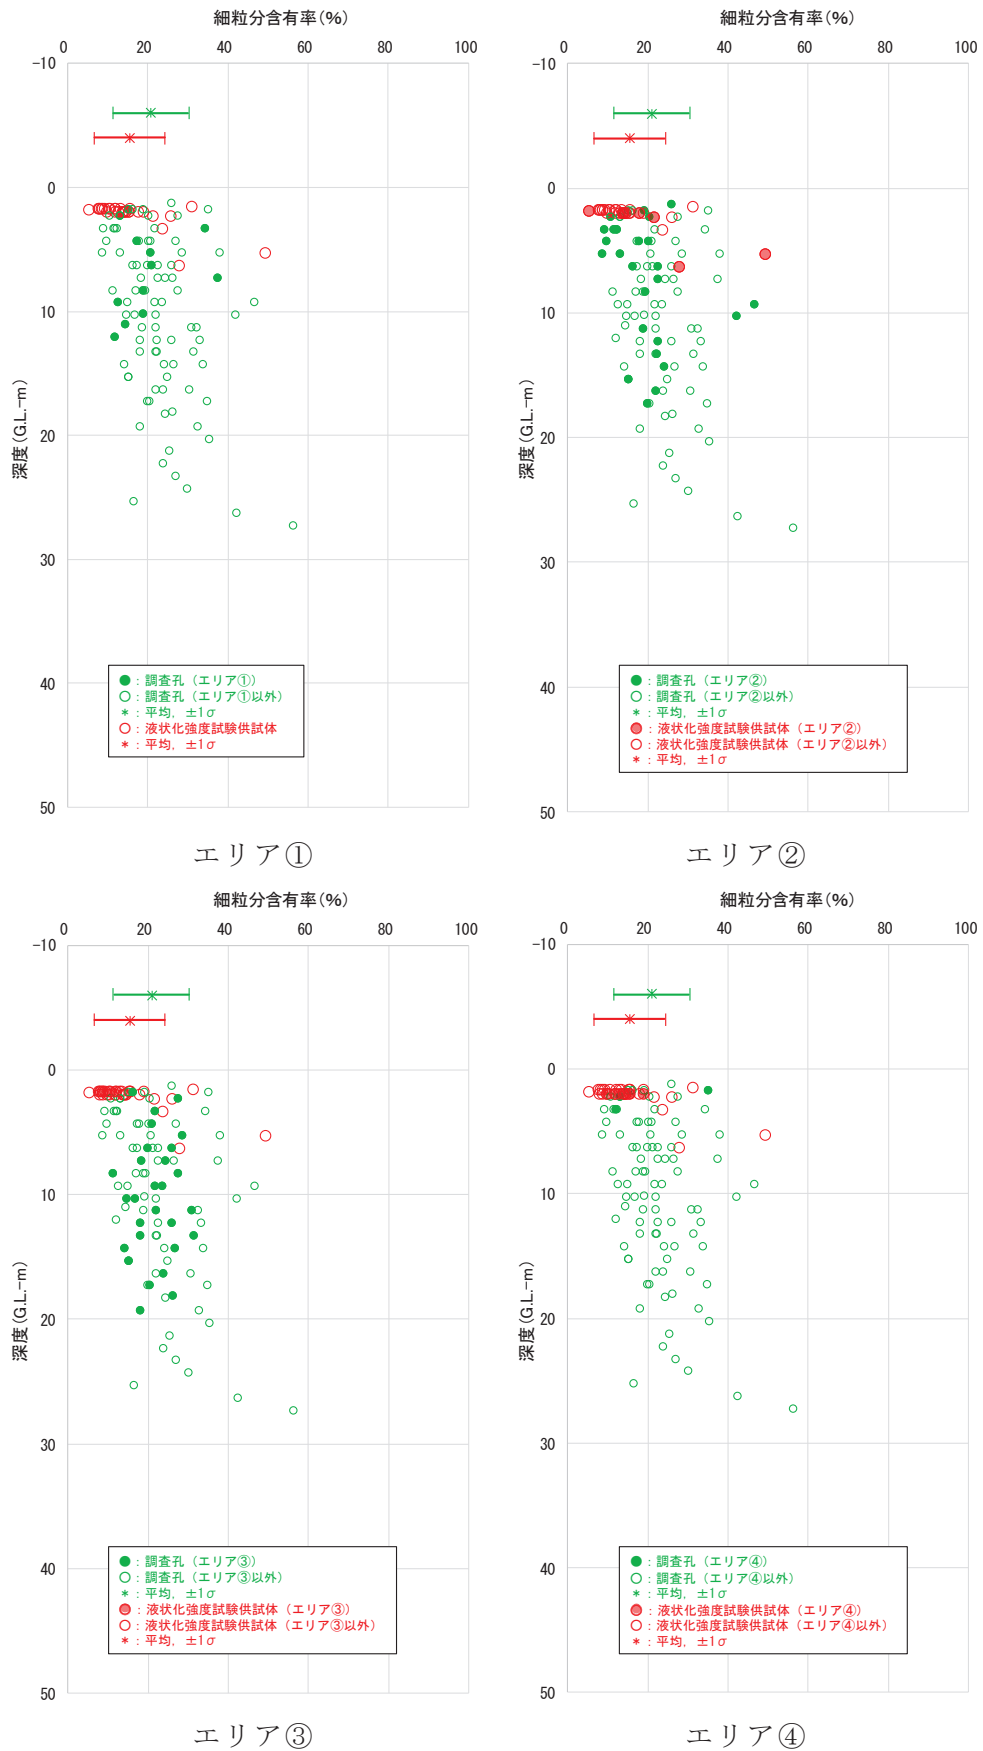 細粒分含有率(%)
0 20 40 60 80 100
-10
0
10
20
30
40
50
深度(G.L.-m)
●:調査孔(エリア①)
○:調査孔(エリア①以外)
*:平均, ±1σ
○:液状化強度試験供試体
*:平均, ±1σ
エリア①
細粒分含有率(%)
0 20 40 60 80 100
-10
0
10
20
30
40
50
深度(G.L.-m)
●:調査孔(エリア②)
○:調査孔(エリア②以外)
*:平均, ±1σ
●:液状化強度試験供試体(エリア②)
○:液状化強度試験供試体(エリア②以外)
*:平均, ±1σ
エリア②
細粒分含有率(%)
0 20 40 60 80 100
-10
0
10
20
30
40
50
深度(G.L.-m)
●:調査孔(エリア③)
○:調査孔(エリア③以外)
*:平均, ±1σ
●:液状化強度試験供試体(エリア③)
○:液状化強度試験供試体(エリア③以外)
*:平均, ±1σ
エリア③
細粒分含有率(%)
0 20 40 60 80 100
-10
0
10
20
30
40
50
深度(G.L.-m)
●:調査孔(エリア④)
○:調査孔(エリア④以外)
*:平均, ±1σ
●:液状化強度試験供試体(エリア④)
○:液状化強度試験供試体(エリア④以外)
*:平均, ±1σ
エリア④